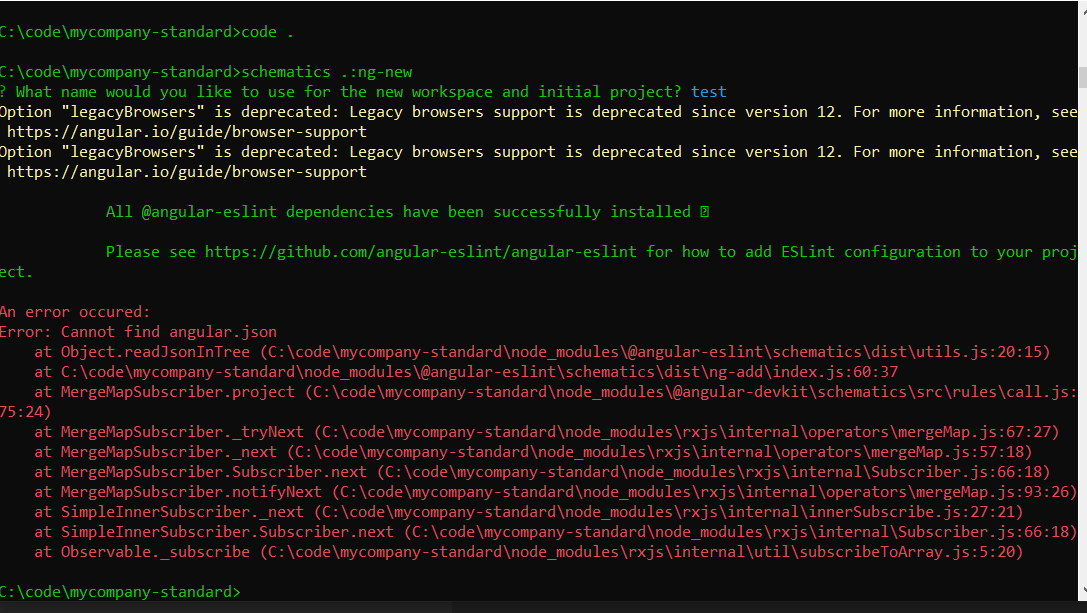 C:\code\mycompany-standard>code .
C:\code\mycompany-standard>schematics .:ng-new
? What name would you like to use for the new workspace and initial project? test
Option "legacyBrowsers" is deprecated: Legacy browsers support is deprecated since version 12. For more information, see
https://angular.io/guide/browser-support
Option "legacyBrowsers" is deprecated: Legacy browsers support is deprecated since version 12. For more information, see
https://angular.io/guide/browser-support
All @angular-eslint dependencies have been successfully installed
Please see https://github.com/angular-eslint/angular-eslint for how to add ESLint configuration to your proj
ect.
An error occured:
Error: Cannot find angular.json
at Object.readJsonInTree (C:\code\mycompany-standard\node_modules\@angular-eslint\schematics\dist\utils.js:20:15)
at C:\code\mycompany-standard\node_modules\@angular-eslint\schematics\dist\ng-add\index.js:60:37
at MergeMapSubscriber.project (C:\code\mycompany-standard\node_modules\@angular-devkit\schematics\src\rules\call.js:
75:24)
at MergeMapSubscriber._tryNext (C:\code\mycompany-standard\node_modules\rxjs\internal\operators\mergeMap.js:67:27)
at MergeMapSubscriber._next (C:\code\mycompany-standard\node_modules\rxjs\internal\operators\mergeMap.js:57:18)
at MergeMapSubscriber.Subscriber.next (C:\code\mycompany-standard\node_modules\rxjs\internal\Subscriber.js:66:18)
at MergeMapSubscriber.notifyNext (C:\code\mycompany-standard\node_modules\rxjs\internal\operators\mergeMap.js:93:26)
at SimpleInnerSubscriber._next (C:\code\mycompany-standard\node_modules\rxjs\internal\innerSubscribe.js:27:21)
at SimpleInnerSubscriber.Subscriber.next (C:\code\mycompany-standard\node_modules\rxjs\internal\Subscriber.js:66:18)
at Observable._subscribe (C:\code\mycompany-standard\node_modules\rxjs\internal\util\subscribeToArray.js:5:20)
C:\code\mycompany-standard>